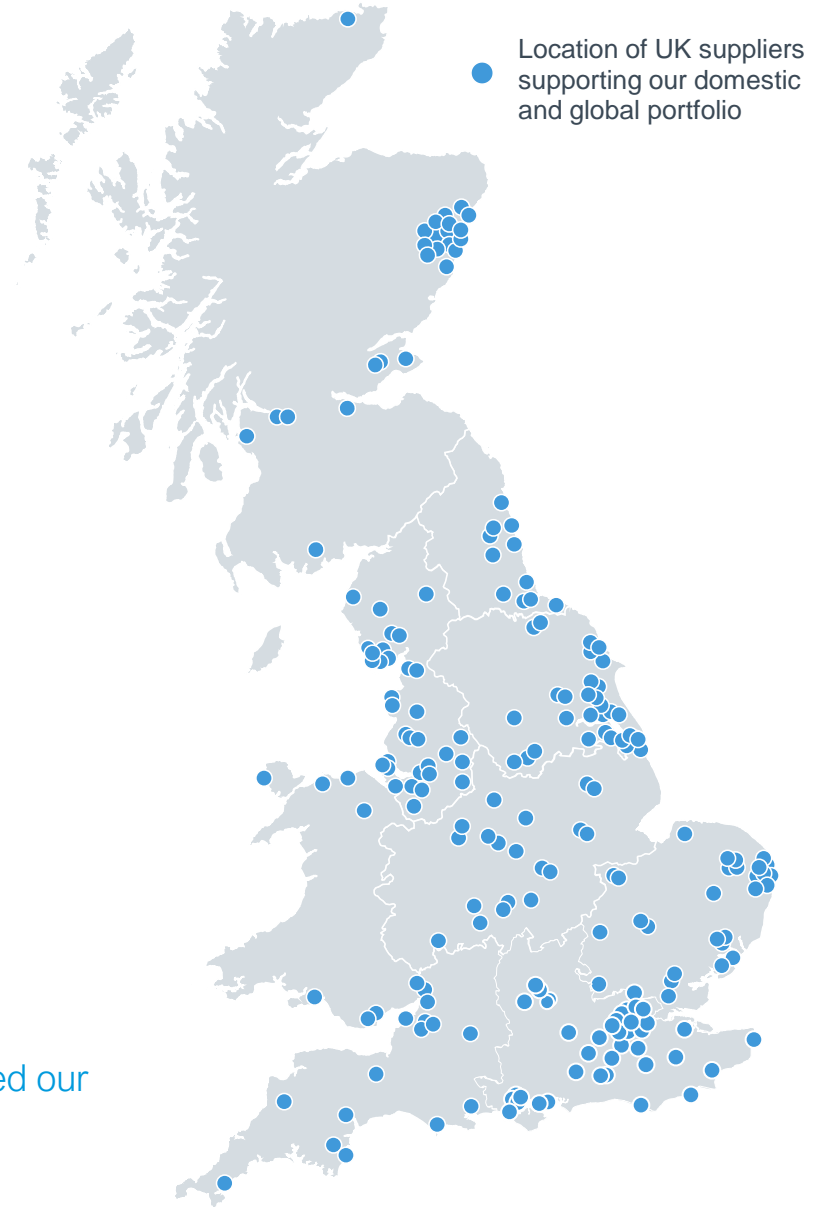 Location of UK suppliers
supporting our domestic
and global portfolio
ed our